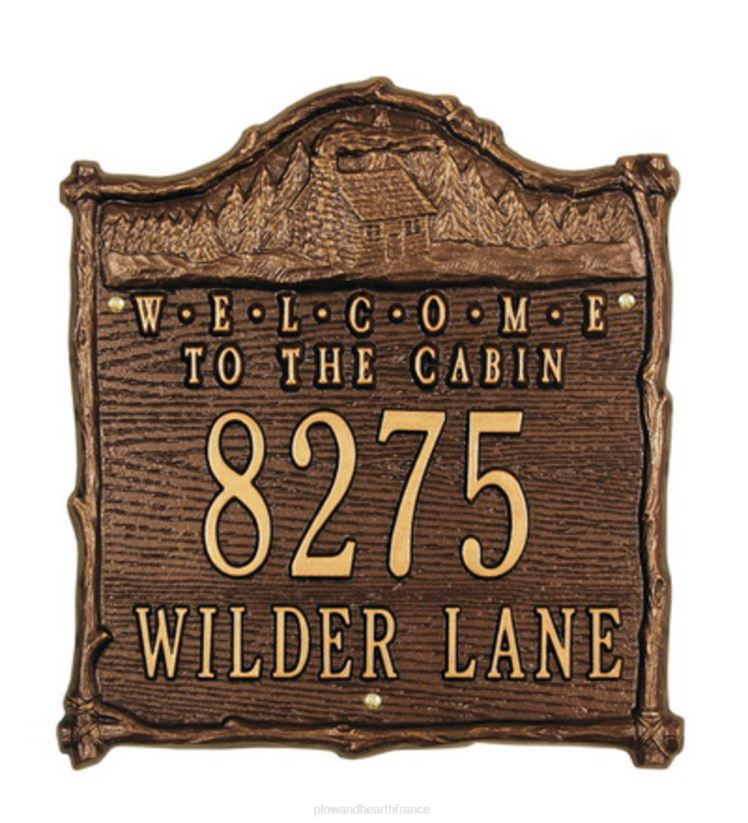 W•E•L•C•O•M•E
TO THE CABIN
8275
WILDER LANE
plowandhearthfrance